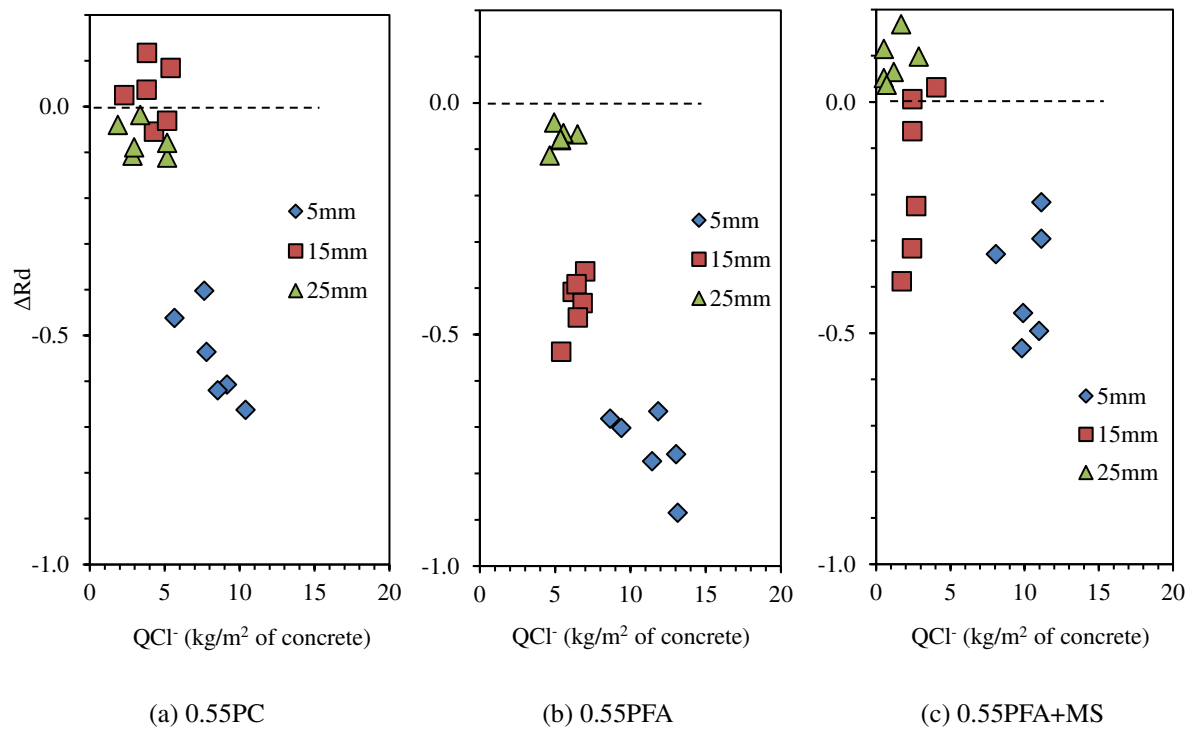 ΔRd
0.0
-0.5
-1.0
5mm
15mm
25mm
0
5
10
15
20
QCl⁻ (kg/m² of concrete)
(a) 0.55PC
0.0
-0.5
-1.0
5mm
15mm
25mm
0
5
10
15
20
QCl⁻ (kg/m² of concrete)
(b) 0.55PFA
0.0
-0.5
-1.0
5mm
15mm
25mm
0
5
10
15
20
QCl⁻ (kg/m² of concrete)
(c) 0.55PFA+MS